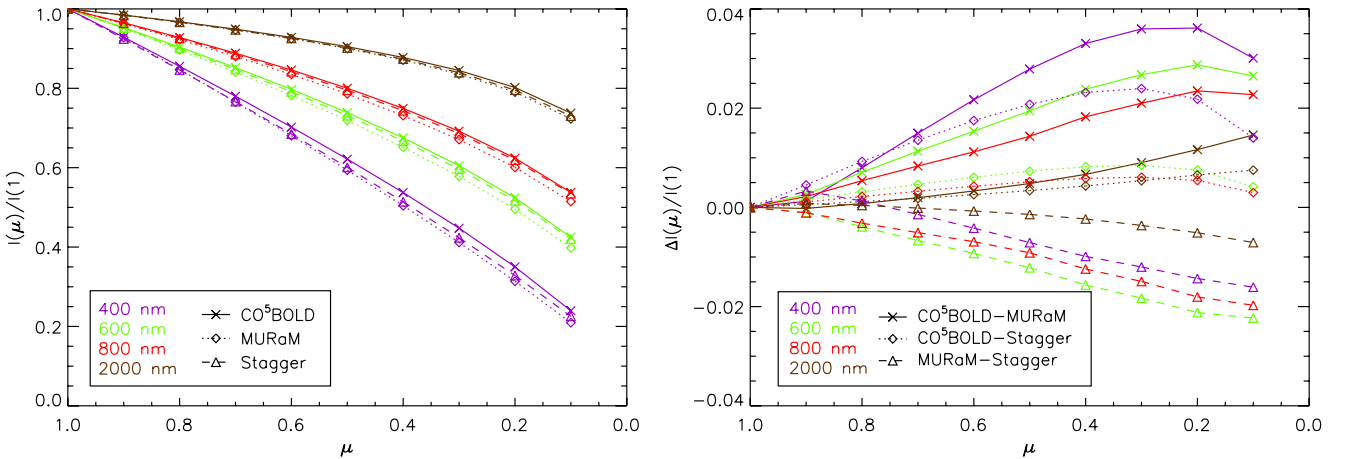 I(μ)/I(1)
1.0
0.8
0.6
0.4
0.2
0.0
400 nm
600 nm
800 nm
2000 nm
CO⁵BOLD
MURaM
Stagger
1.0 0.8 0.6 0.4 0.2 0.0
μ
ΔI(μ)/I(1)
0.04
0.02
0.00
−0.02
−0.04
400 nm
600 nm
800 nm
2000 nm
CO⁵BOLD−MURaM
CO⁵BOLD−Stagger
MURaM−Stagger
1.0 0.8 0.6 0.4 0.2 0.0
μ